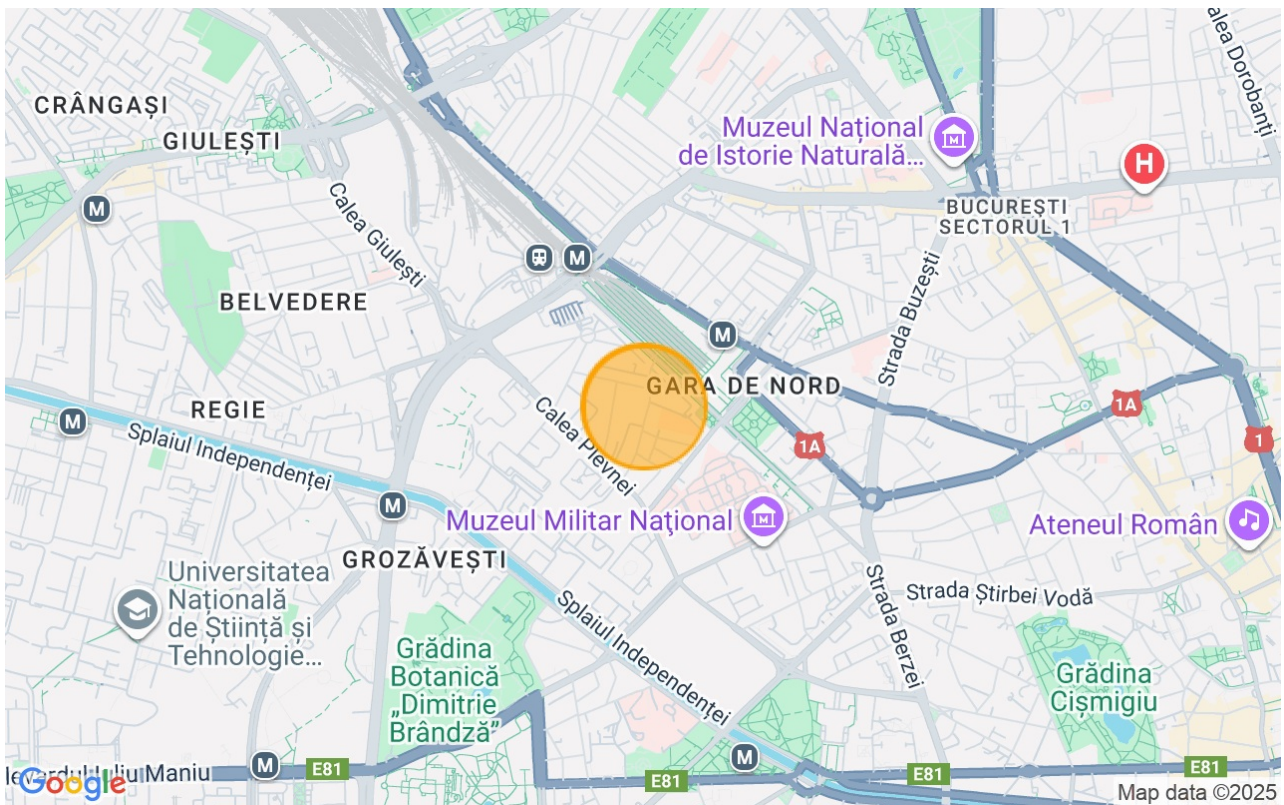 Calea Dorobanți
CRÂNGAȘI
GIULEȘTI
Muzeul Național
de Istorie Naturală...
M
H
M
BUCUREȘTI
SECTORUL 1
Calea Giulești
M
BELVEDERE
Strada Buzești
M
GARA DE NORD
REGIE
Calea Plevnei
1A
M
Splaiul Independenței
1A
1
M
Muzeul Militar Naţional
M
Ateneul Român
GROZĂVEȘTI
Universitatea
Națională
de Știință și
Tehnologie...
Splaiul Independenței
Strada Știrbei Vodă
Strada Berzei
Grădina
Botanică
„Dimitrie
Brândză”
Grădina
Cișmigiu
M
M
levardul Iuliu Maniu
E81
E81
E81
E81
Google
Map data ©2025